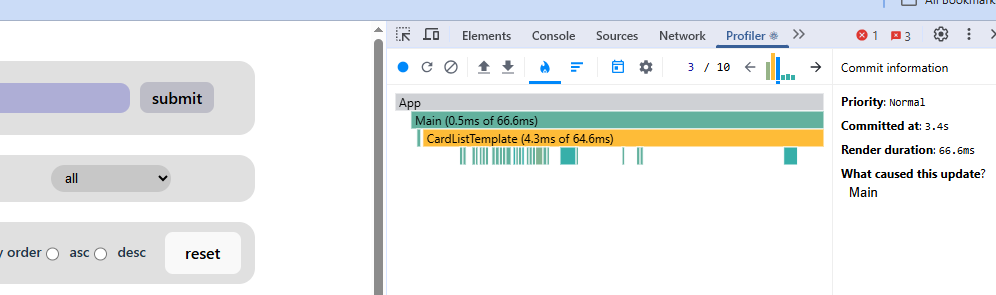 All Bookmark
Elements Console Sources Network Profiler 1 3
3 / 10
Commit information
submit
App
Main (0.5ms of 66.6ms)
CardListTemplate (4.3ms of 64.6ms)
Priority: Normal
Committed at: 3.4s
Render duration: 66.6ms
What caused this update?
Main
all
y order asc desc reset